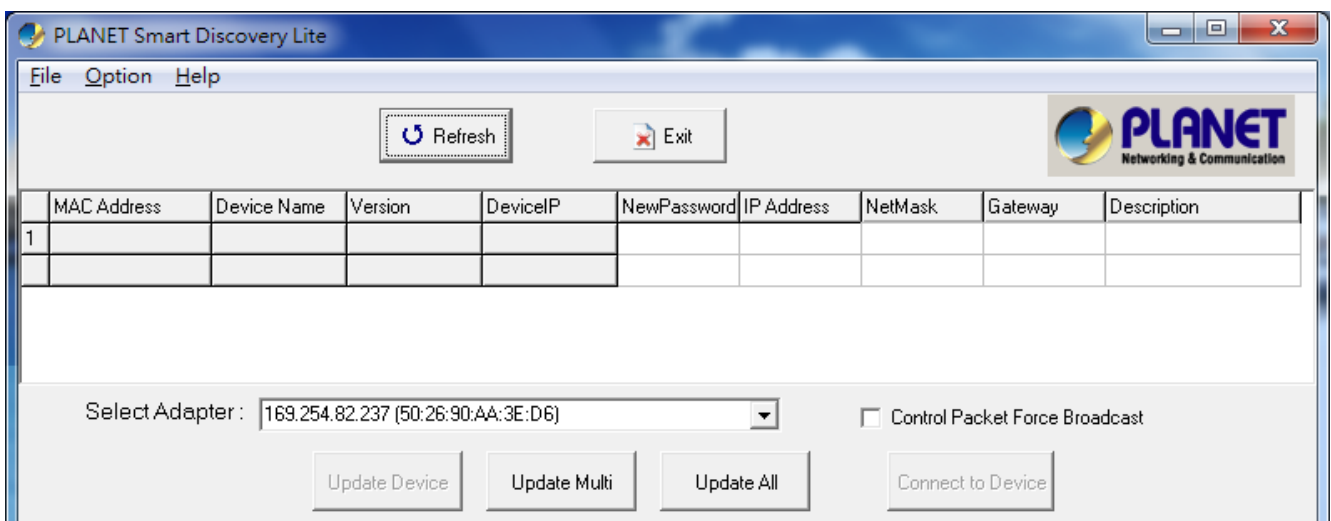 PLANET Smart Discovery Lite
File Option Help
Refresh Exit
PLANET
Networking & Communication
MAC Address Device Name Version DeviceIP NewPassword IP Address NetMask Gateway Description
1
Select Adapter : 169.254.82.237 (50:26:90:AA:3E:D6) Control Packet Force Broadcast
Update Device Update Multi Update All Connect to Device